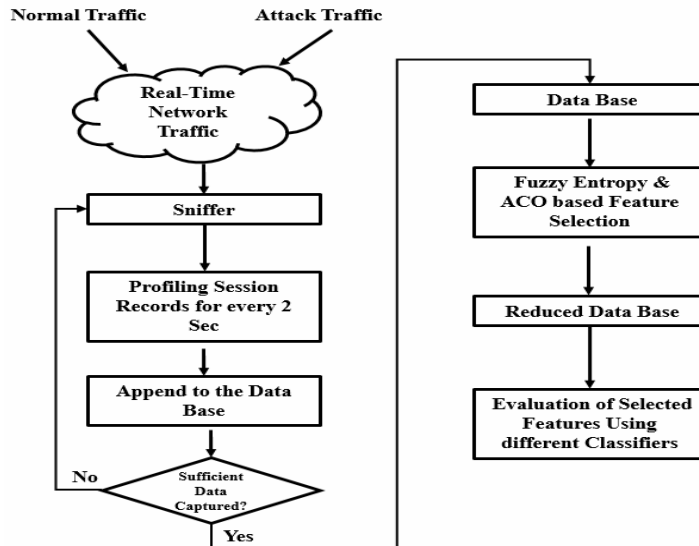 Normal Traffic
Attack Traffic
Real-Time
Network
Traffic
Sniffer
Profiling Session
Records for every 2
Sec
Append to the Data
Base
No
Sufficient
Data
Captured?
Yes
Data Base
Fuzzy Entropy &
ACO based Feature
Selection
Reduced Data Base
Evaluation of Selected
Features Using
different Classifiers